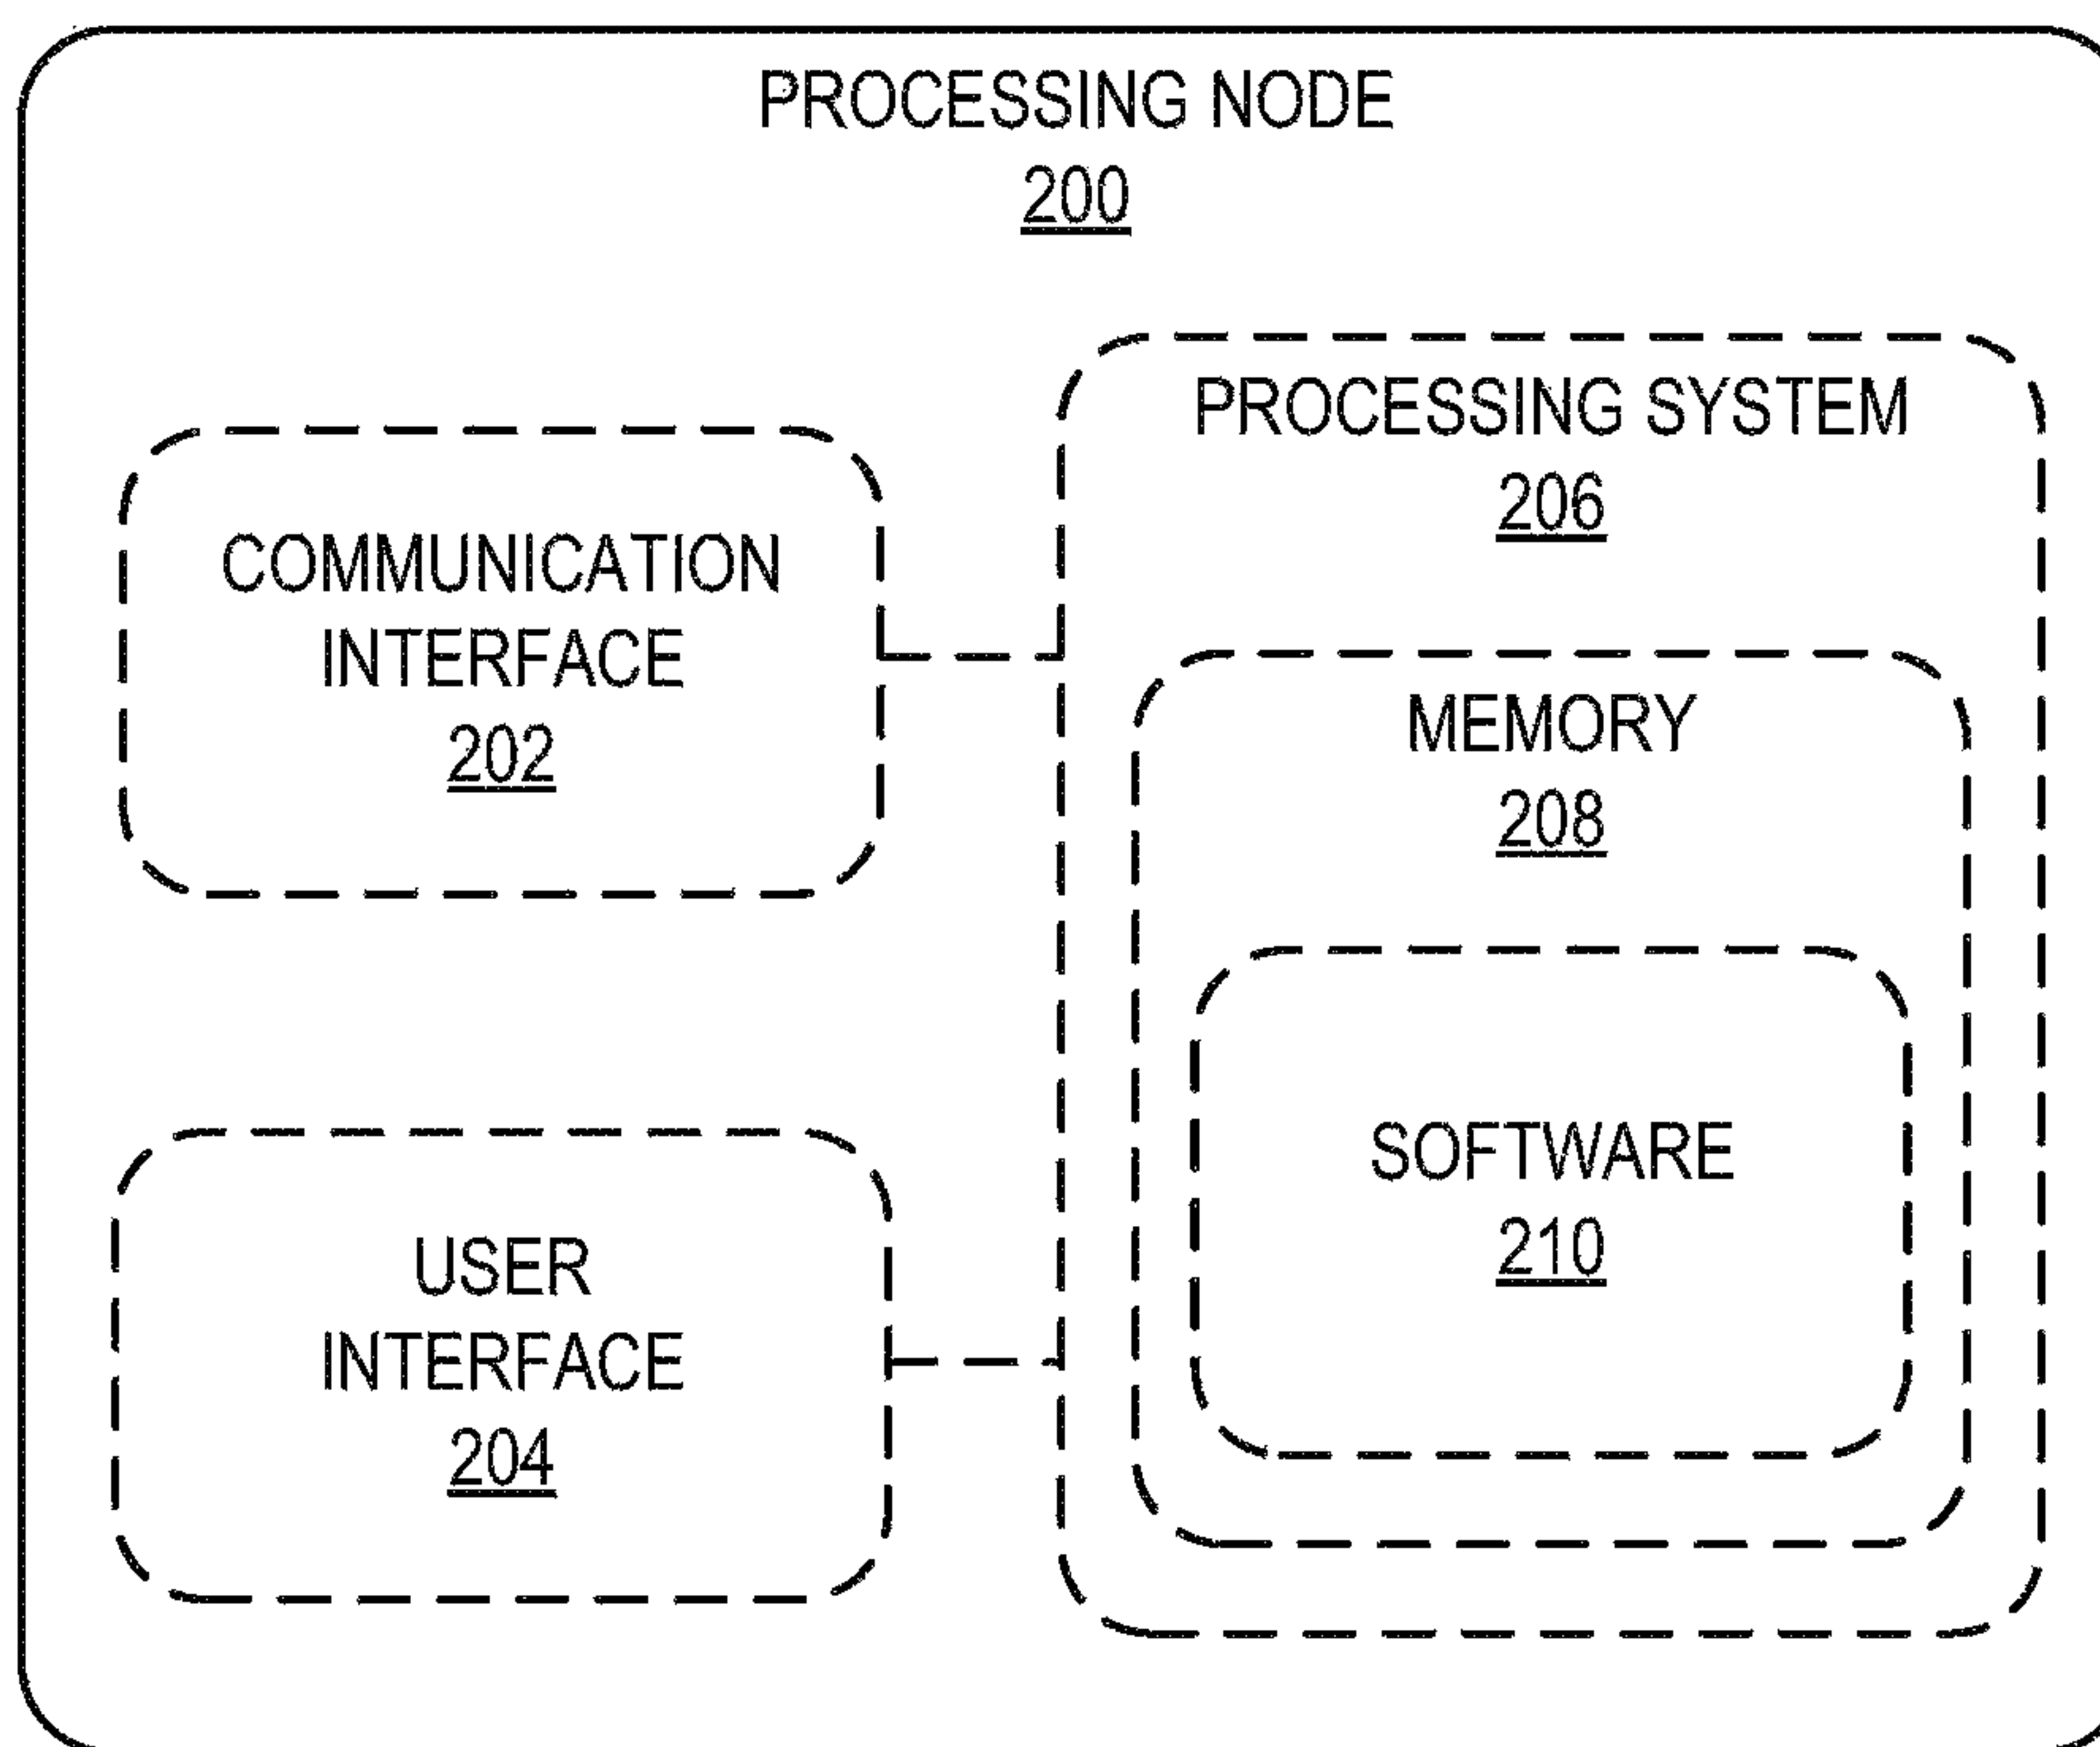 PROCESSING NODE
200
COMMUNICATION
INTERFACE
202
USER
INTERFACE
204
PROCESSING SYSTEM
206
MEMORY
208
SOFTWARE
210